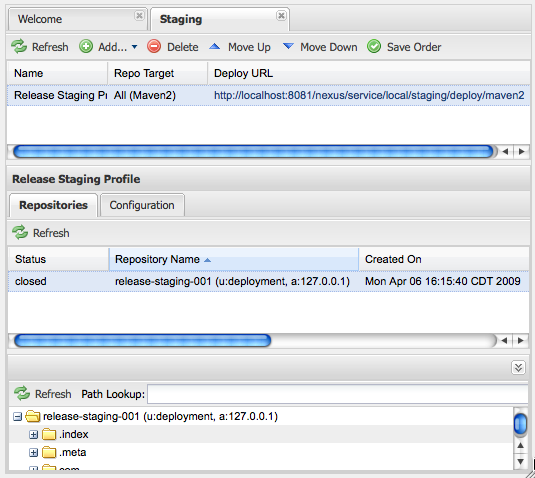 Welcome Staging
Refresh Add... Delete Move Up Move Down Save Order
Name Repo Target Deploy URL
Release Staging Pr All (Maven2) http://localhost:8081/nexus/service/local/staging/deploy/maven2
Release Staging Profile
Repositories Configuration
Refresh
Status Repository Name Created On
closed release-staging-001 (u:deployment, a:127.0.0.1) Mon Apr 06 16:15:40 CDT 2009
Refresh Path Lookup:
release-staging-001 (u:deployment, a:127.0.0.1)
.index
.meta
com